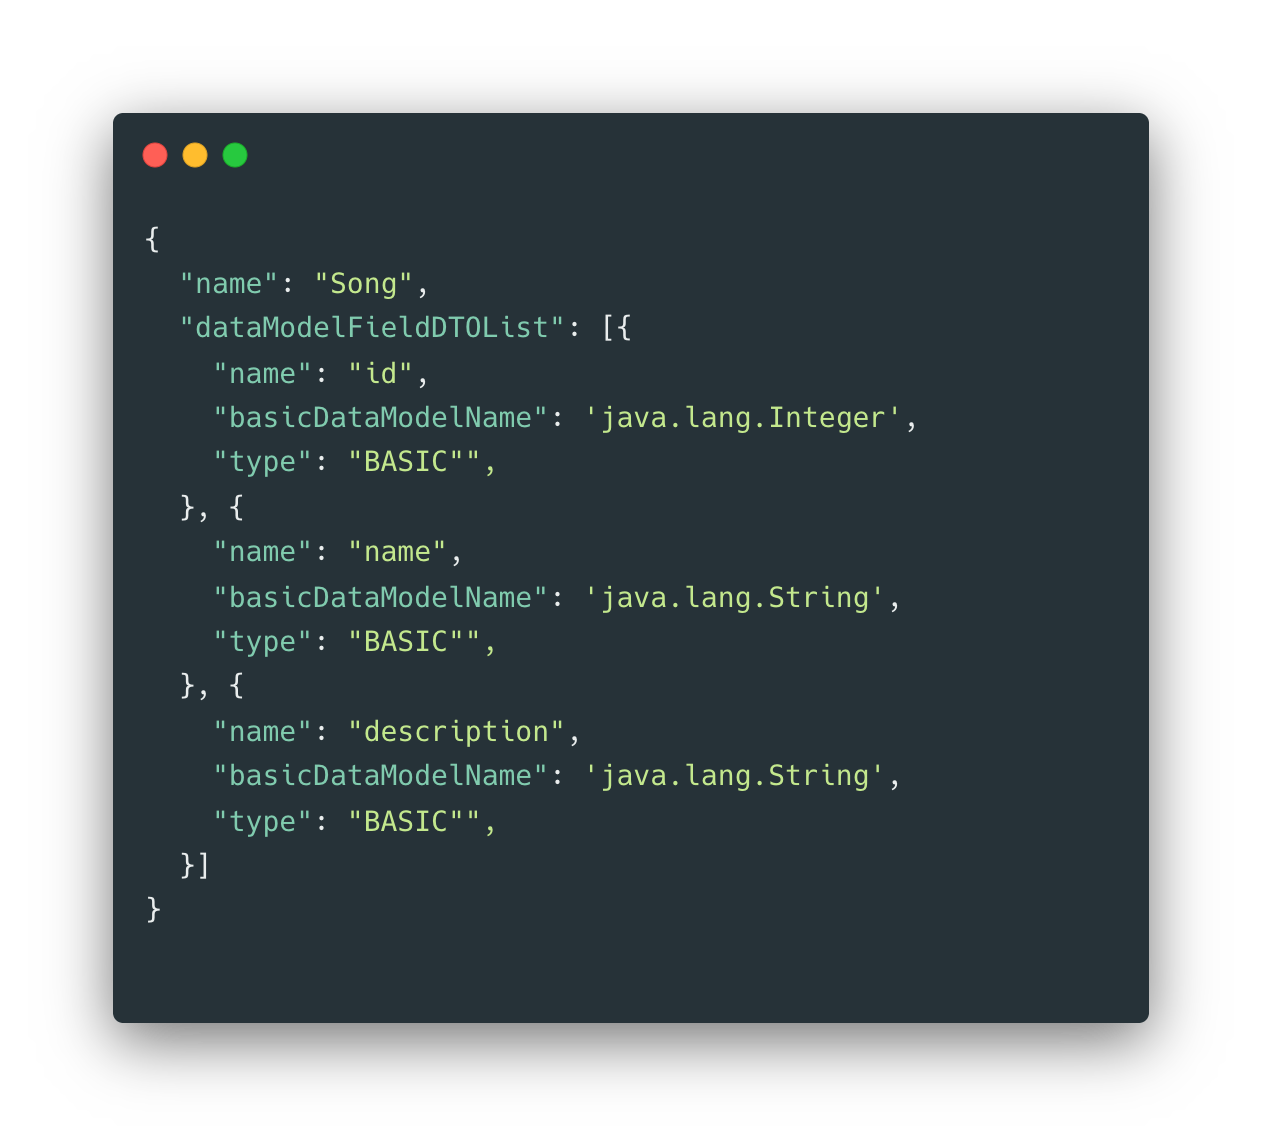 {
  "name": "Song",
  "dataModelFieldDTOList": [{
    "name": "id",
    "basicDataModelName": 'java.lang.Integer',
    "type": "BASIC"",
  }, {
    "name": "name",
    "basicDataModelName": 'java.lang.String',
    "type": "BASIC"",
  }, {
    "name": "description",
    "basicDataModelName": 'java.lang.String',
    "type": "BASIC"",
  }]
}